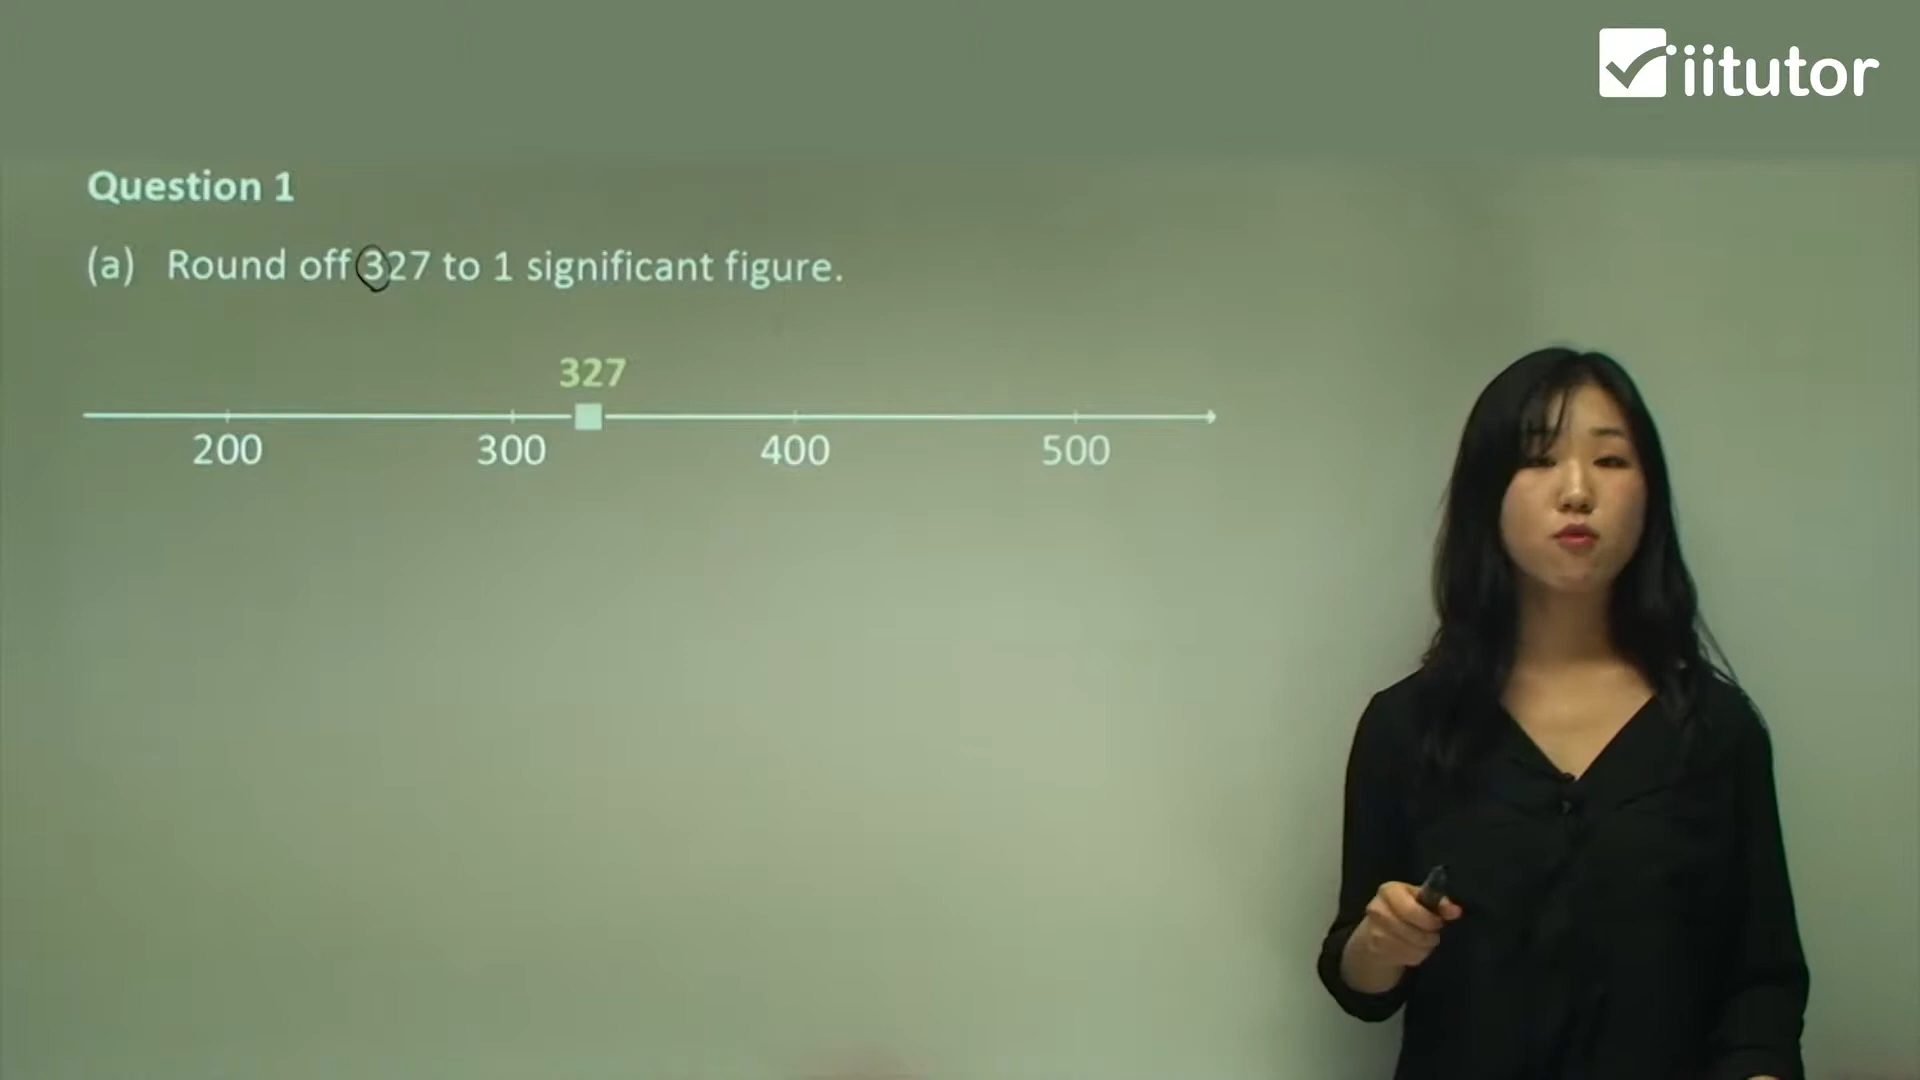 iitutor
Question 1
(a) Round off 327 to 1 significant figure.
327
200 300 400 500